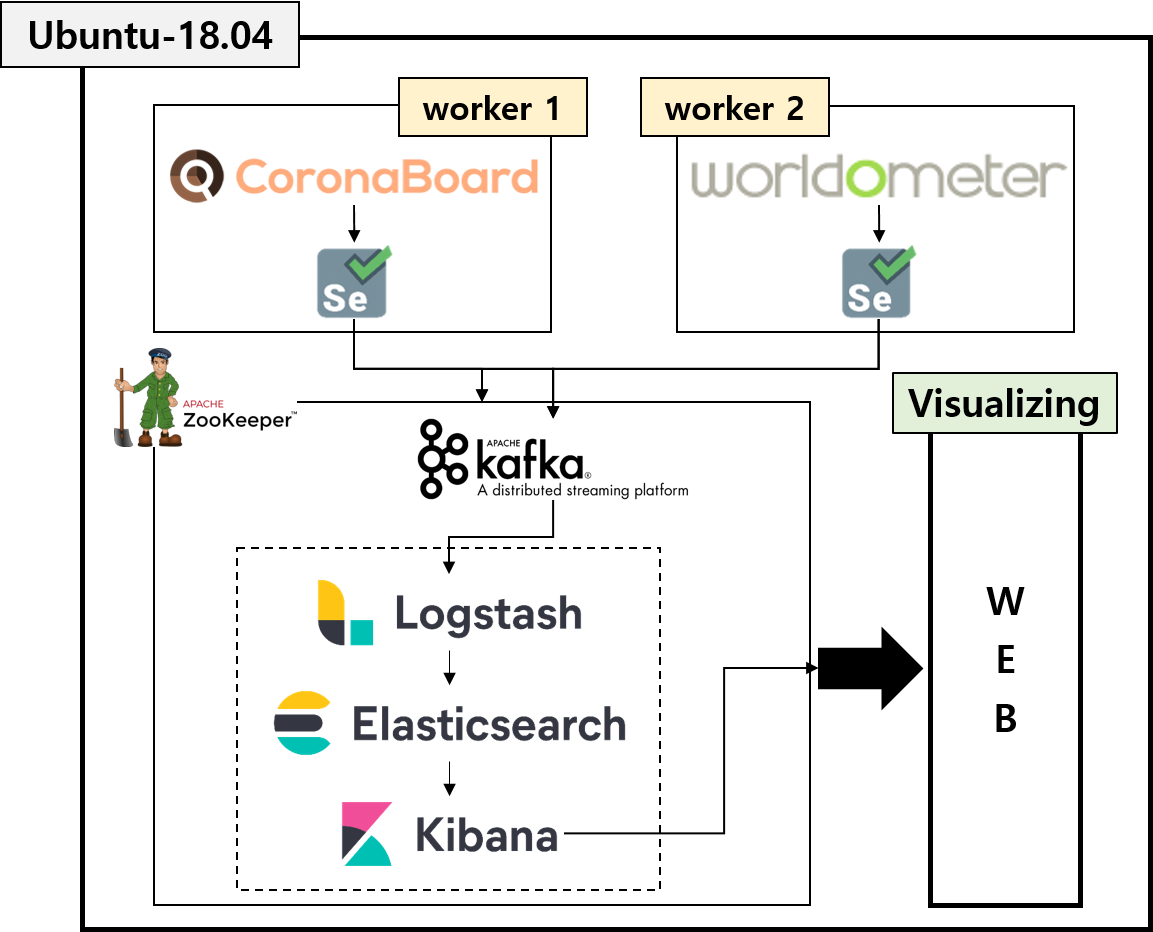 Ubuntu-18.04
worker 1
worker 2
CoronaBoard
worldometer
Se
Se
APACHE
ZooKeeper™
Visualizing
APACHE
kafka®
A distributed streaming platform
Logstash
Elasticsearch
Kibana
W
E
B